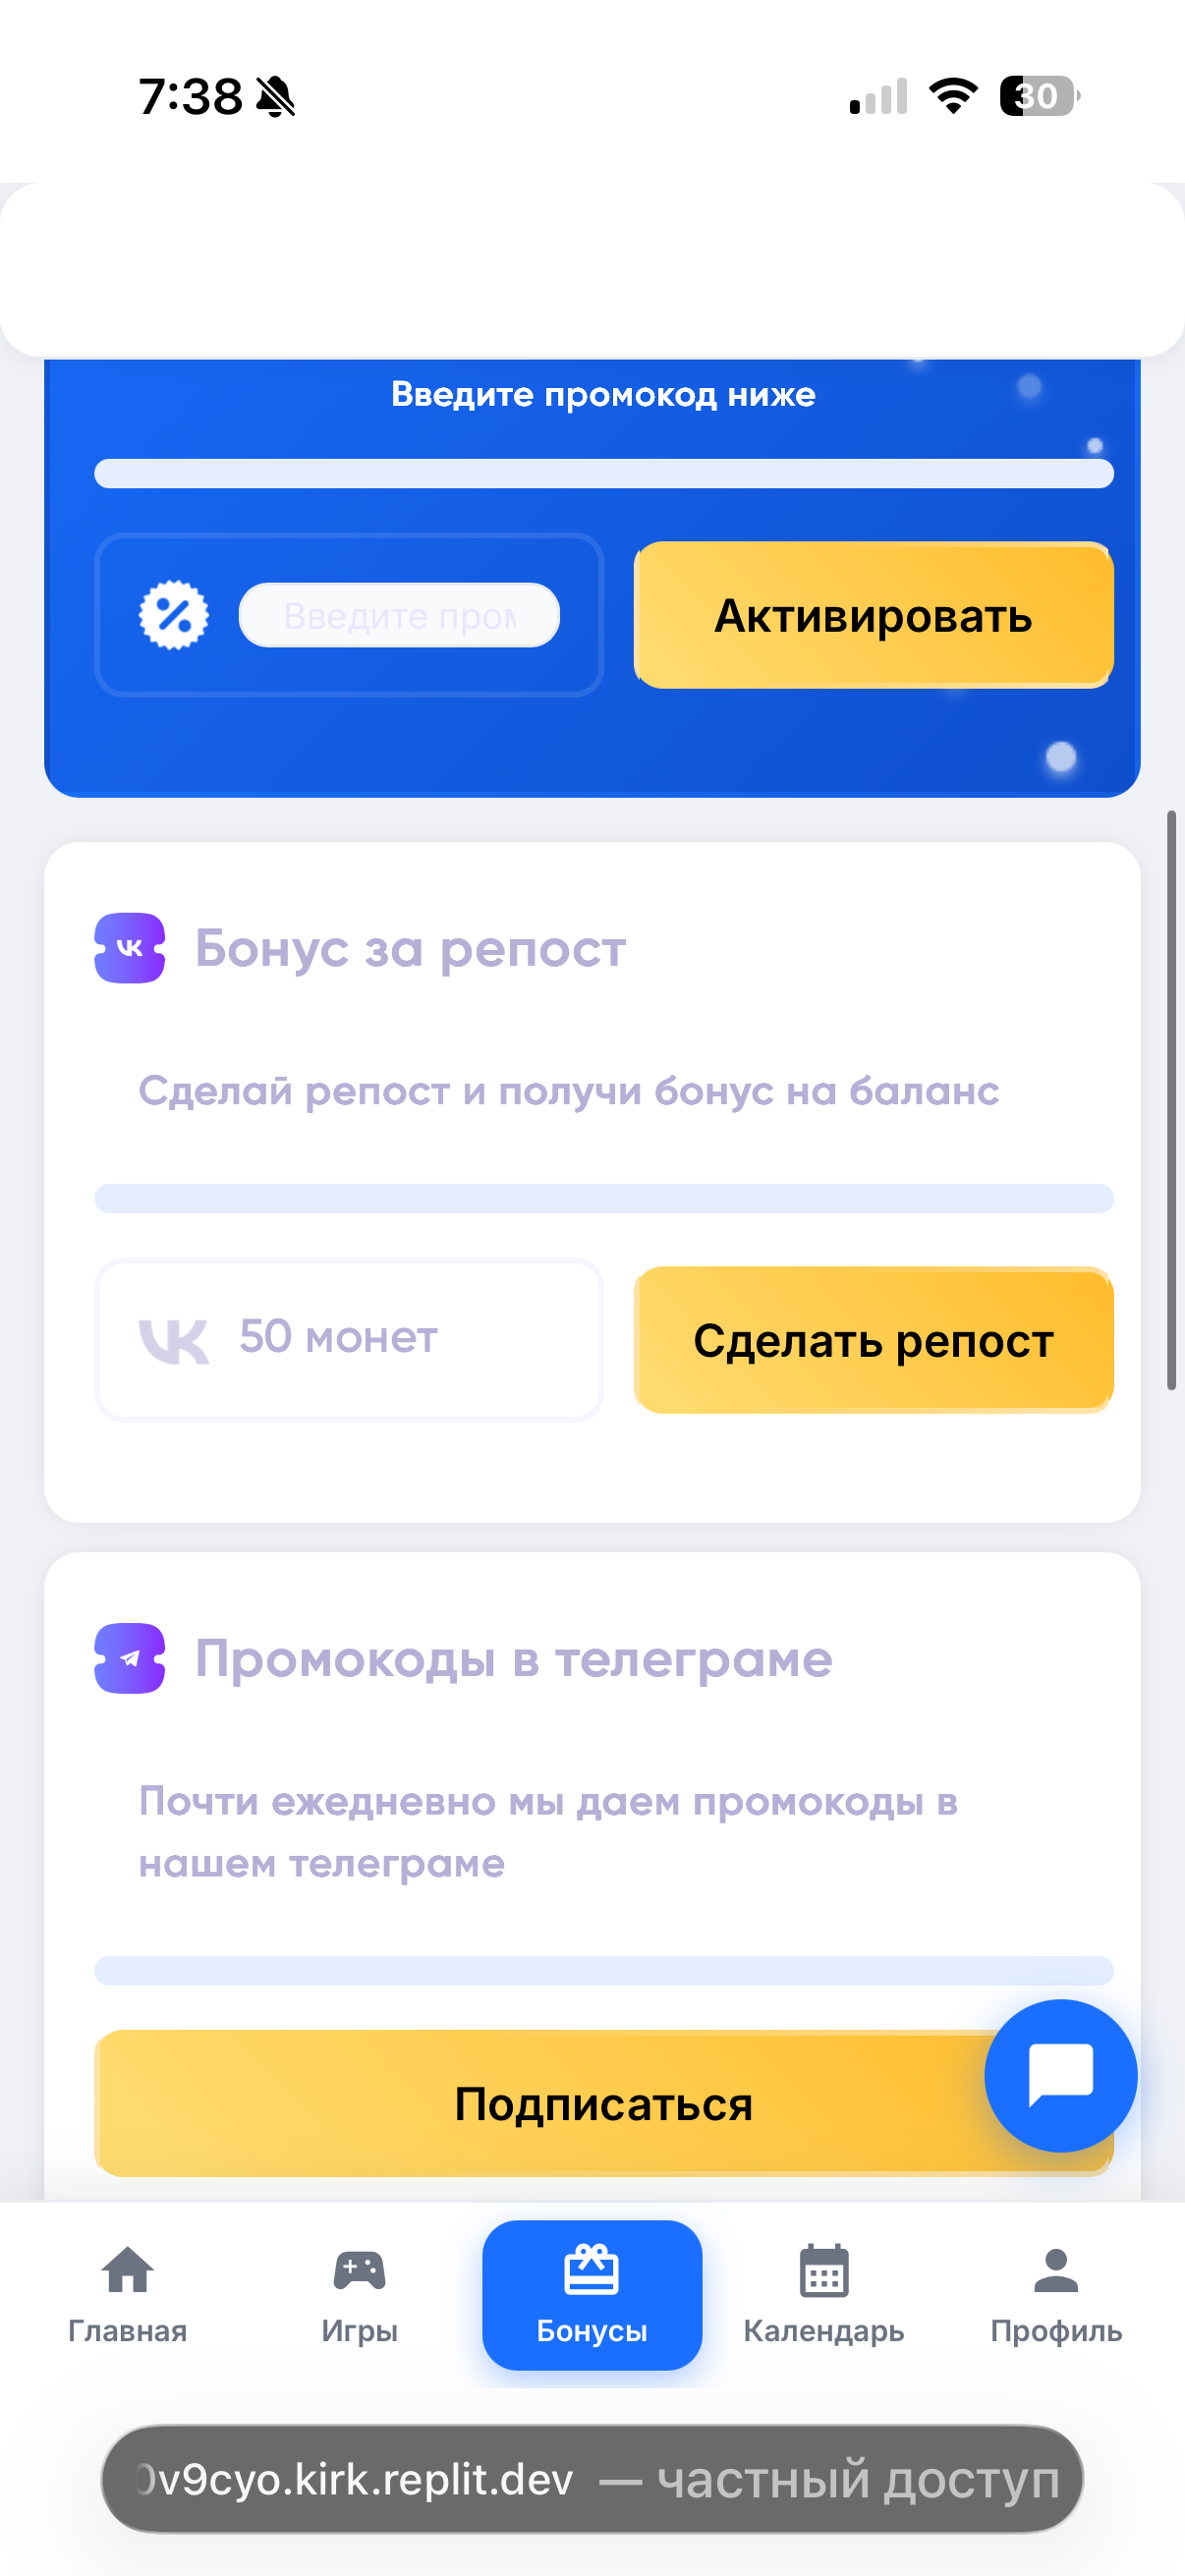 7:38
30
Введите промокод ниже
Введите
Активировать
Бонус за репост
Сделай репост и получи бонус на баланс
50 монет
Сделать репост
Промокоды в телеграме
Почти ежедневно мы даем промокоды в
нашем телеграме
Подписаться
Главная
Игры
Бонусы
Календарь
Профиль
v9cyo.kirk.replit.dev — частный доступ